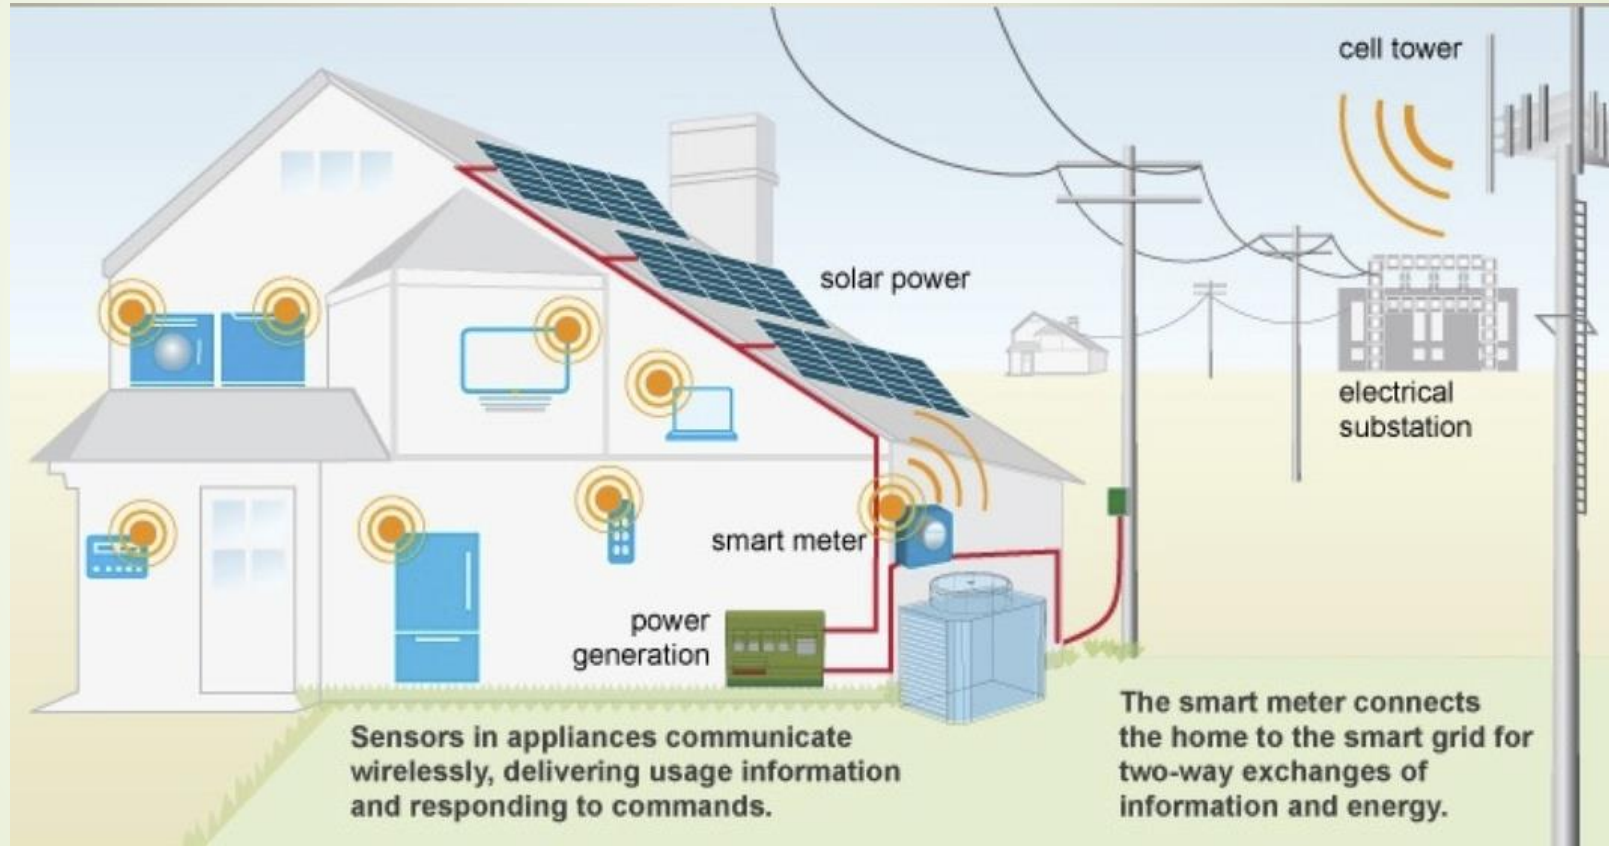 cell tower
solar power
electrical
substation
smart meter
power
generation
Sensors in appliances communicate
wirelessly, delivering usage information
and responding to commands.
The smart meter connects
the home to the smart grid for
two-way exchanges of
information and energy.